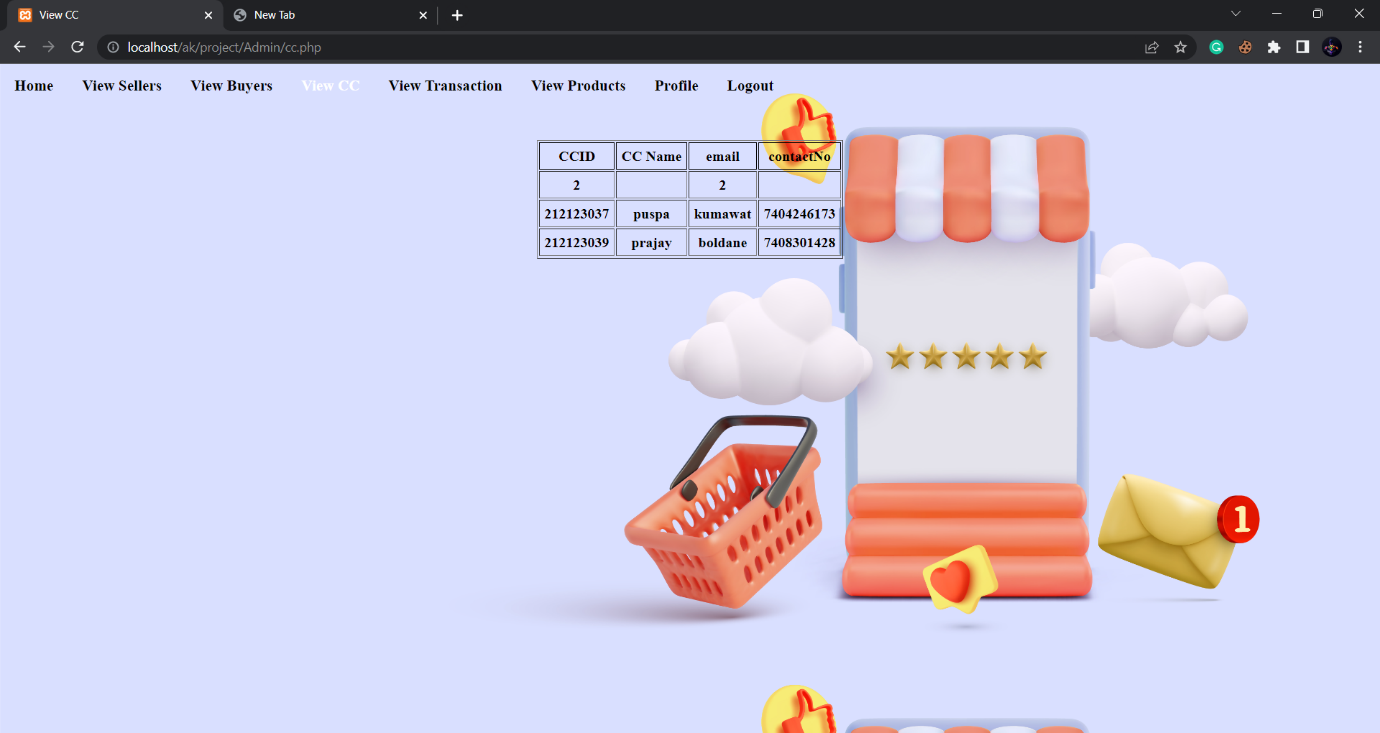 View CC
New Tab
localhost/ak/project/Admin/cc.php
Home View Sellers View Buyers View CC View Transaction View Products Profile Logout
CCID CC Name email contactNo
2 2
212123037 puspa kumawat 7404246173
212123039 prajay boldane 7408301428
1